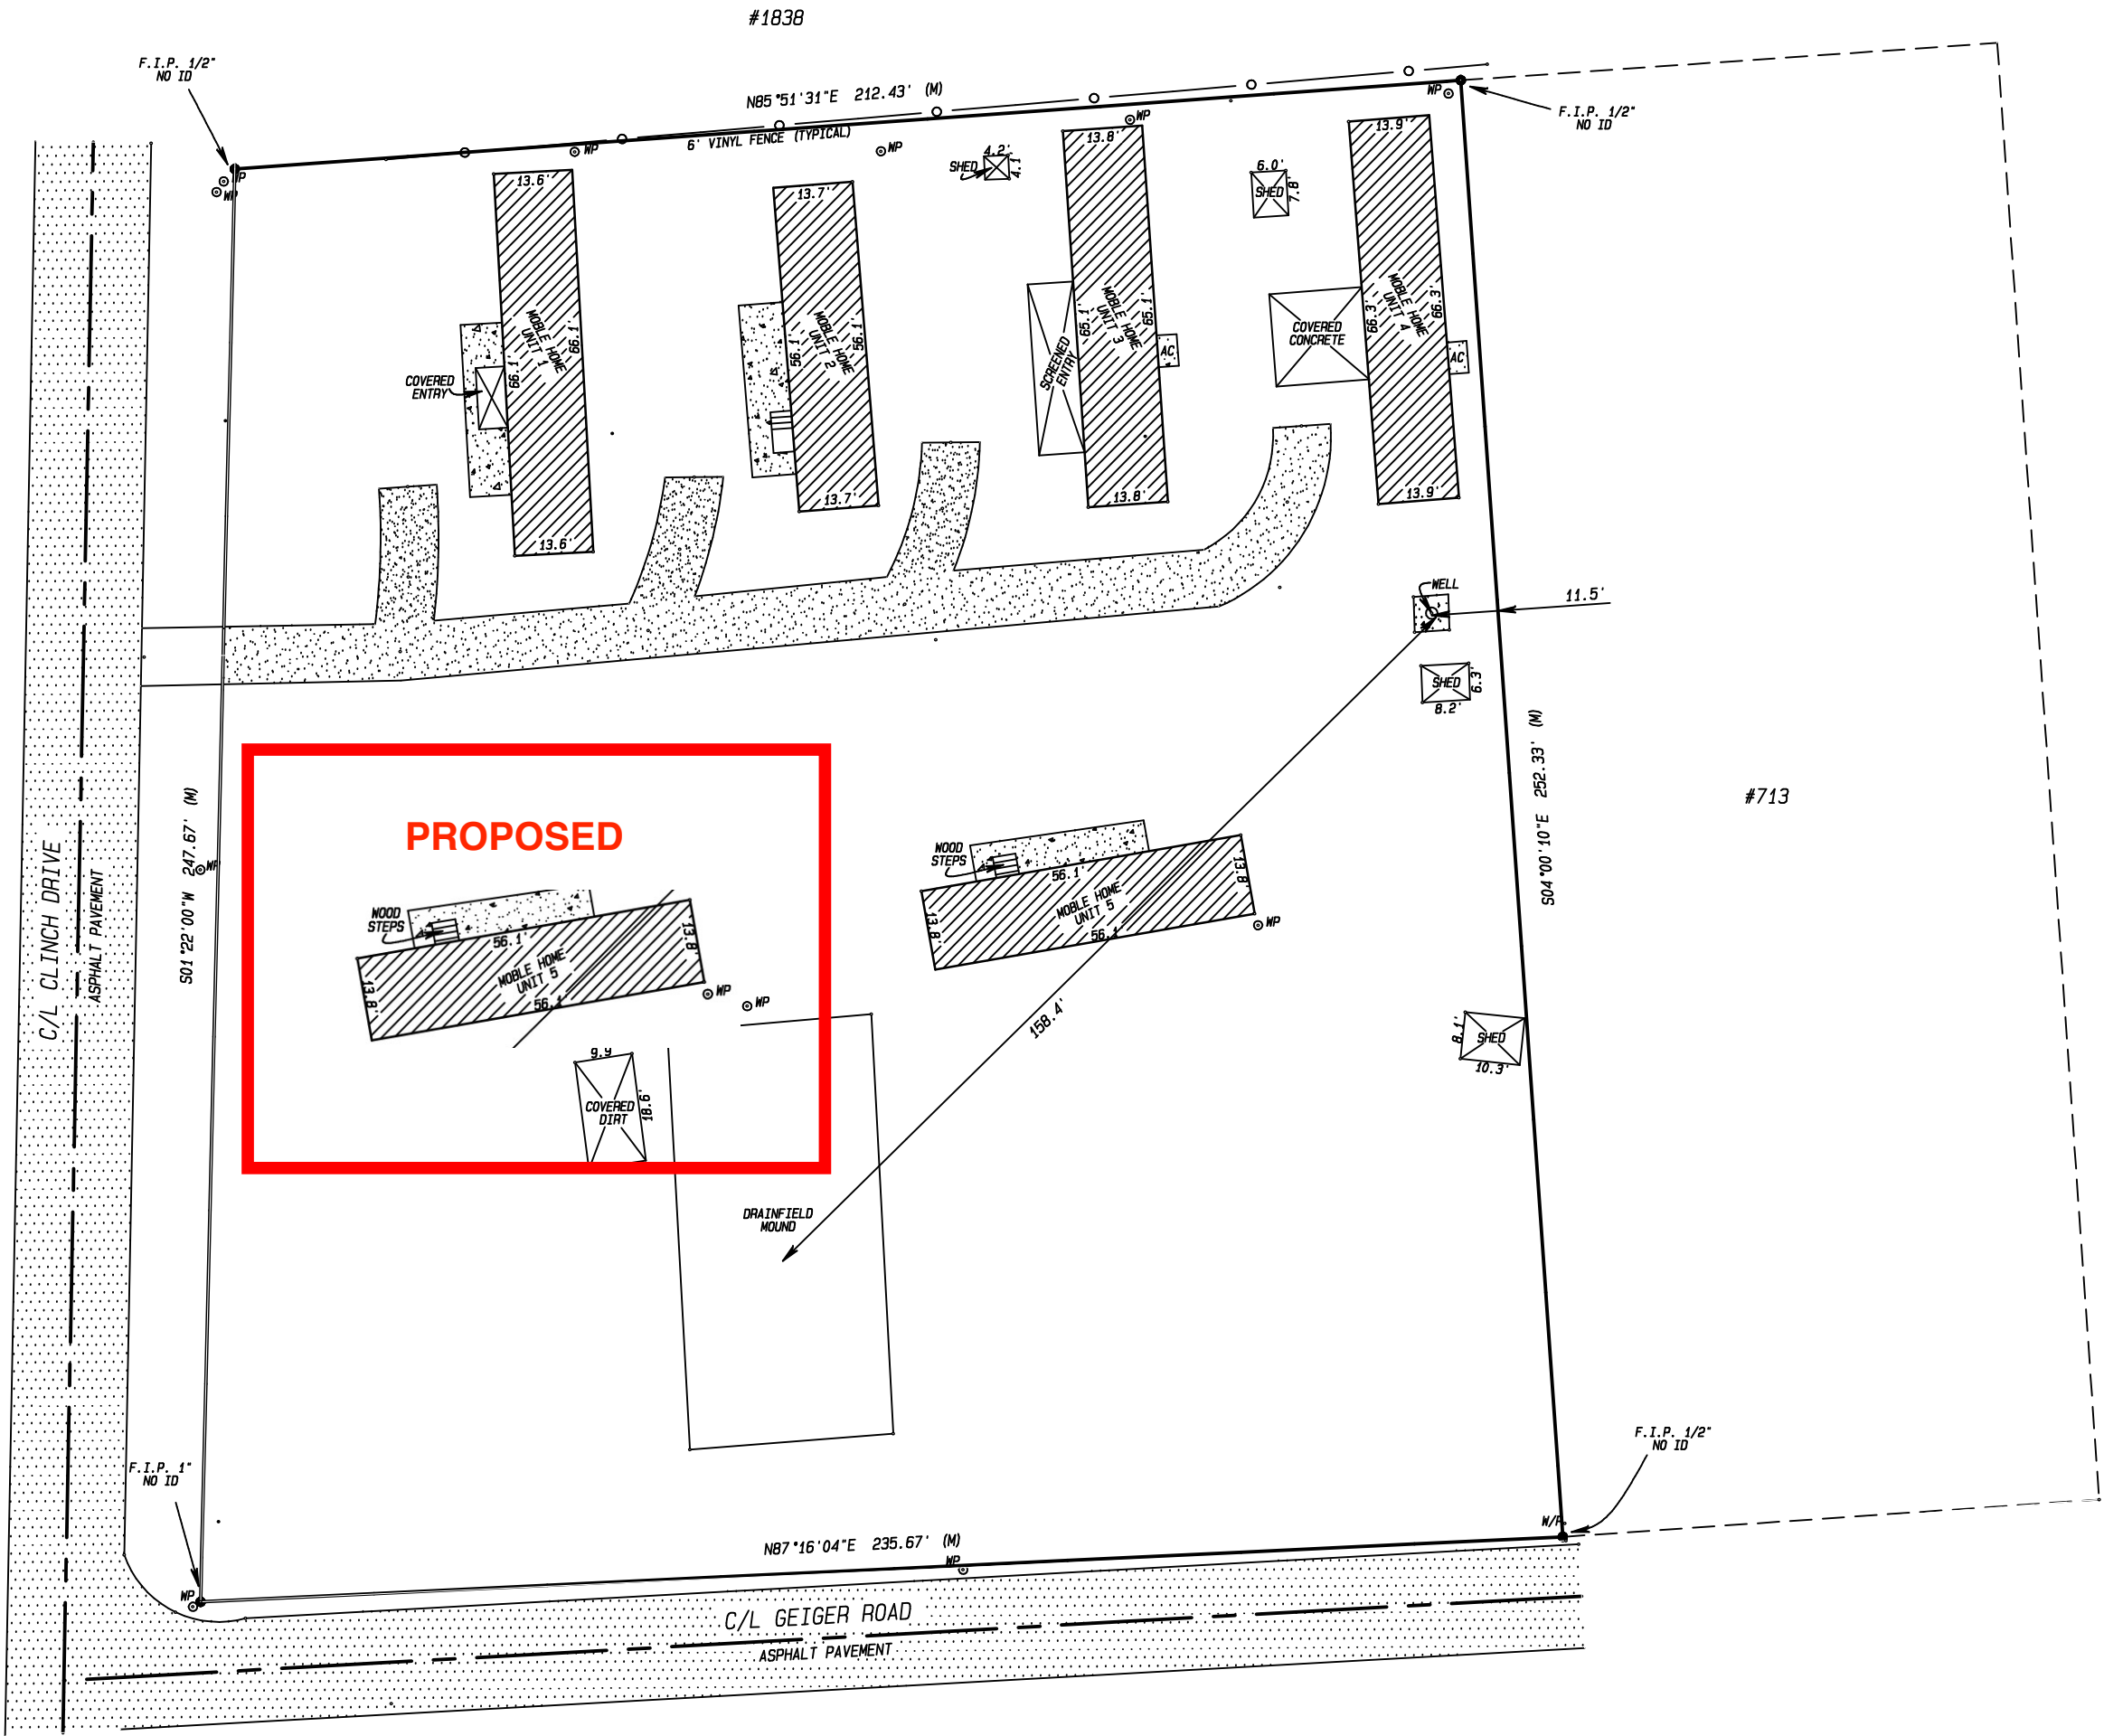 #1838
F.I.P. 1/2"
NO ID
N85°51'31"E 212.43' (M)
6' VINYL FENCE (TYPICAL)
WP
F.I.P. 1/2"
NO ID
WP
WP
WP
WP
WP
13.6'
13.7'
SHED
4.2'
4.1'
13.8'
6.0'
SHED
7.8'
13.9'
MOBLE HOME
UNIT 1
66.1'
66.1'
COVERED
ENTRY
13.6'
MOBLE HOME
UNIT 2
56.1'
56.1'
13.7'
MOBLE HOME
UNIT 3
65.1'
65.1'
SCREENED
ENTRY
AC
13.8'
MOBLE HOME
UNIT 4
66.3'
66.3'
COVERED
CONCRETE
AC
13.9'
WELL
11.5'
SHED
6.3'
8.2'
S04°00'10"E 252.33' (M)
#713
C/L CLINCH DRIVE
ASPHALT PAVEMENT
S01°22'00"W 247.67' (M)
WP
PROPOSED
WOOD
STEPS
56.1'
MOBLE HOME
UNIT 5
56.1
13.8'
13.8'
WP
WP
WOOD
STEPS
56.1'
MOBLE HOME
UNIT 5
56.1
13.8'
13.8'
WP
158.4'
9.9
COVERED
DIRT
18.6'
SHED
8.1'
10.3'
DRAINFIELD
MOUND
F.I.P. 1"
NO ID
F.I.P. 1/2"
NO ID
W/P
N87°16'04"E 235.67' (M)
WP
WP
C/L GEIGER ROAD
ASPHALT PAVEMENT